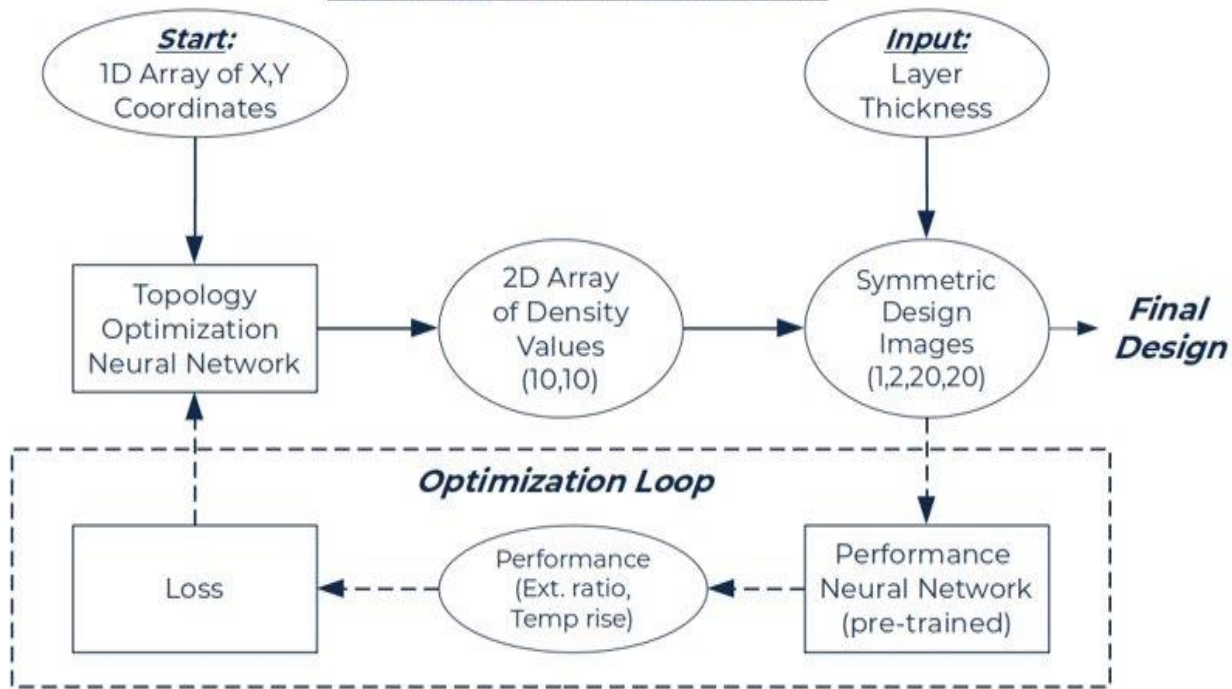 Start:
1D Array of X,Y
Coordinates
Input:
Layer
Thickness
Topology
Optimization
Neural Network
2D Array
of Density
Values
(10,10)
Symmetric
Design
Images
(1,2,20,20)
Final
Design
Optimization Loop
Loss
Performance
(Ext. ratio,
Temp rise)
Performance
Neural Network
(pre-trained)